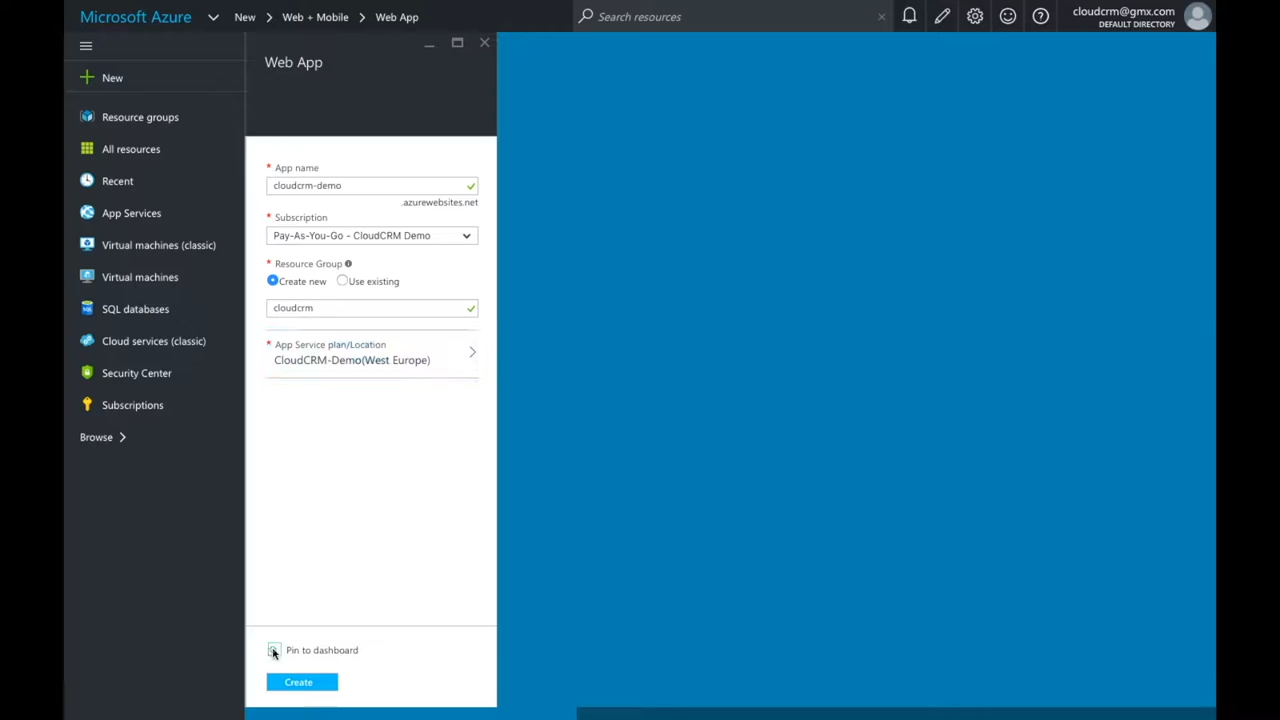 Microsoft Azure New Web + Mobile Web App Search resources cloudcrm@gmx.com
DEFAULT DIRECTORY
Web App
New
Resource groups
All resources
Recent
App Services
Virtual machines (classic)
Virtual machines
SQL databases
Cloud services (classic)
Security Center
Subscriptions
Browse
* App name
cloudcrm-demo
.azurewebsites.net
* Subscription
Pay-As-You-Go - CloudCRM Demo
* Resource Group
Create new Use existing
cloudcrm
* App Service plan/Location
CloudCRM-Demo(West Europe)
Pin to dashboard
Create